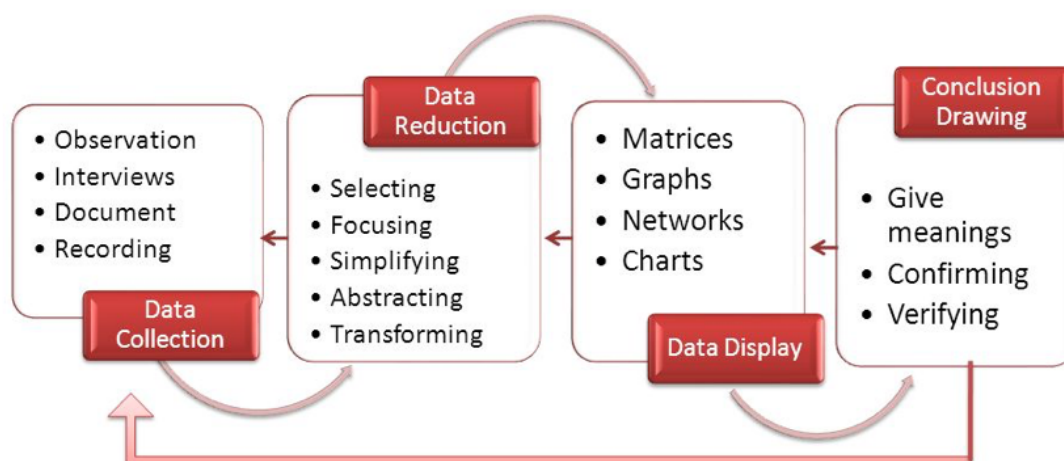 • Observation
• Interviews
• Document
• Recording
Data
Collection
Data
Reduction
• Selecting
• Focusing
• Simplifying
• Abstracting
• Transforming
• Matrices
• Graphs
• Networks
• Charts
Data Display
Conclusion
Drawing
• Give
meanings
• Confirming
• Verifying